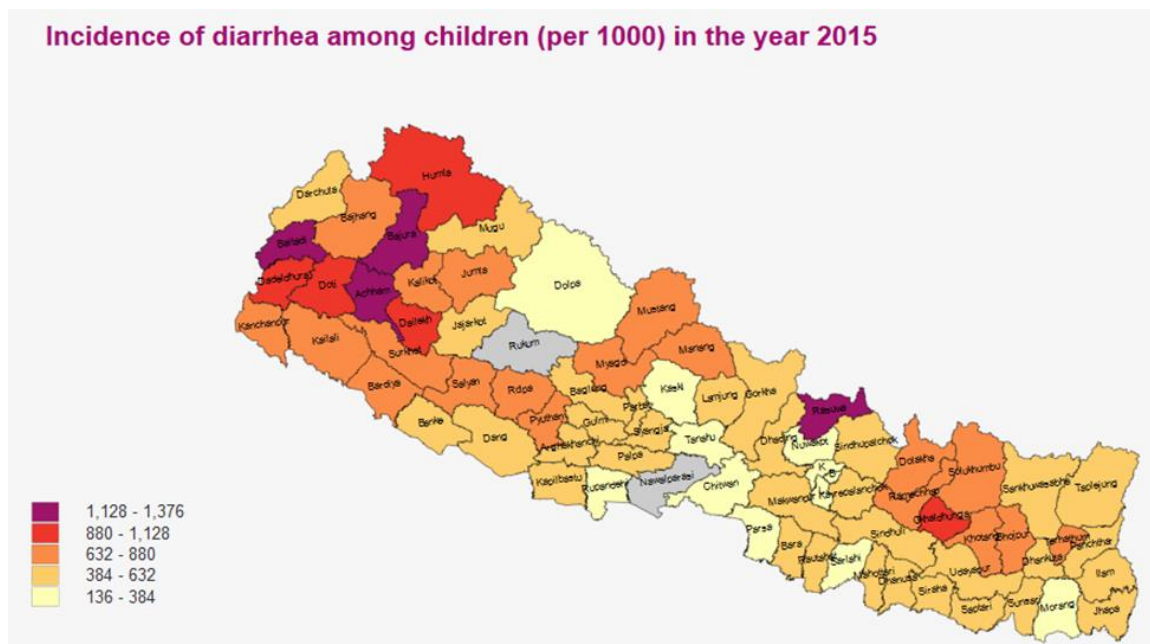 Incidence of diarrhea among children (per 1000) in the year 2015
Humla
Darchula
Bajhang
Mugu
Baitadi
Bajura
Dadeldhura
Doti
Achham
Kalikot
Jumla
Dolpa
Kanchanpur
Kailali
Dailekh
Jajarkot
Mustang
Surkhet
Rukum
Manang
Bardiya
Salyan
Rolpa
Myagdi
Baglung
Kaski
Lamjung
Gorkha
Banke
Dang
Pyuthan
Gulmi
Parbat
Syangja
Arghakhanchi
Palpa
Tanahu
Dhading
Rasuwa
Nuwakot
Sindhupalchok
Dolakha
Solukhumbu
Sankhuwasabha
Taplejung
Kapilbastu
Rupandehi
Nawalparasi
Chitwan
Makwanpur
K
B
Kavrepalanchok
Ramechhap
Okhaldhunga
Khotang
Bhojpur
Terhathum
Panchthar
Dhankuta
Parsa
Bara
Rautahat
Sarlahi
Sindhuli
Mahottari
Dhanusa
Siraha
Udayapur
Saptari
Sunsari
Morang
Ilam
Jhapa
1,128 - 1,376
880 - 1,128
632 - 880
384 - 632
136 - 384